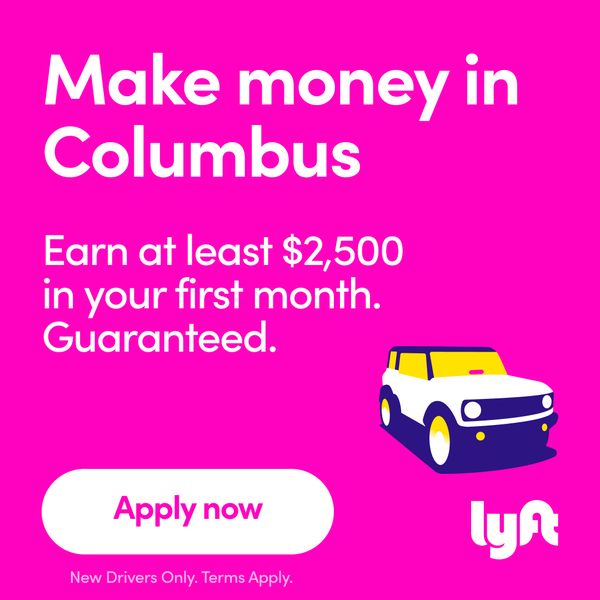 Make money in
Columbus
Earn at least $2,500
in your first month.
Guaranteed.
Apply now
lyft
New Drivers Only. Terms Apply.